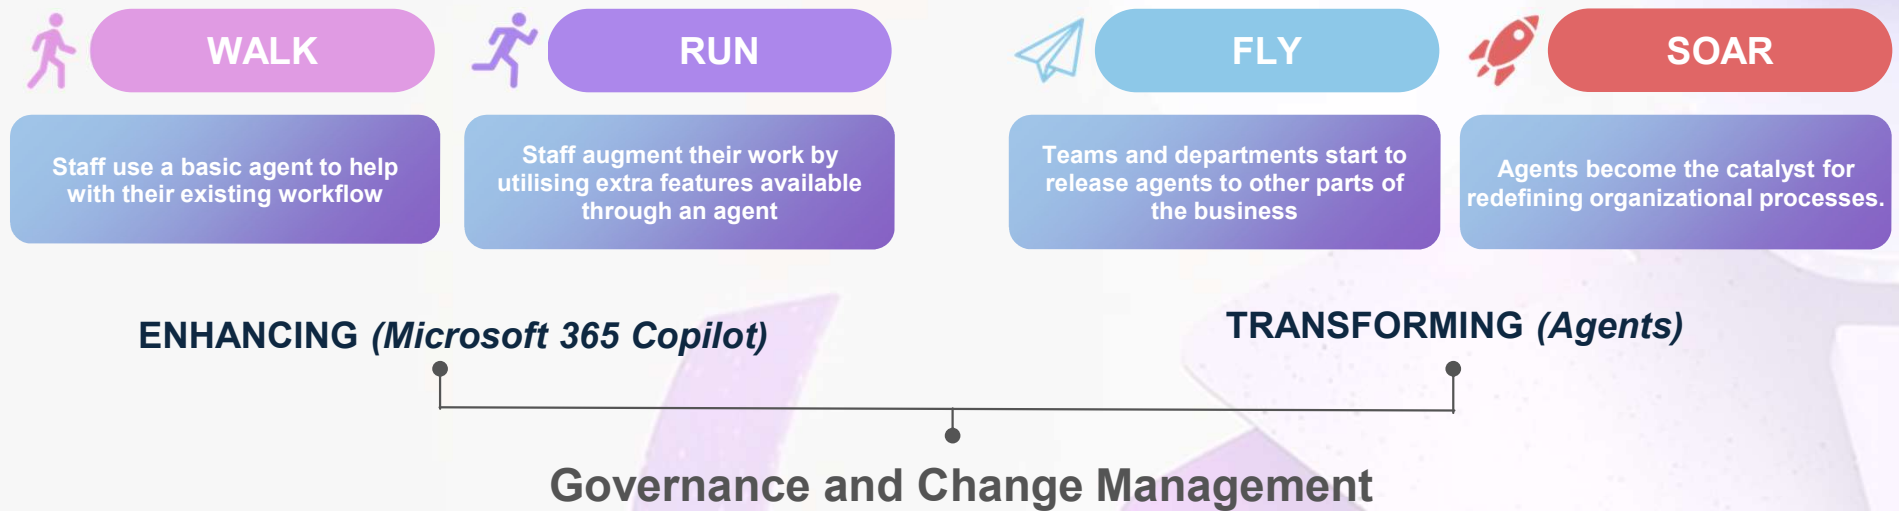 WALK
RUN
FLY
SOAR
Staff use a basic agent to help
with their existing workflow
Staff augment their work by
utilising extra features available
through an agent
Teams and departments start to
release agents to other parts of
the business
Agents become the catalyst for
redefining organizational processes.
ENHANCING (Microsoft 365 Copilot)
TRANSFORMING (Agents)
Governance and Change Management